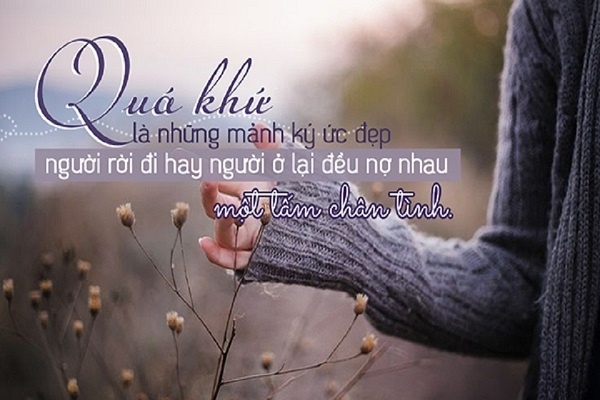 Quá khứ
là những mảnh ký ức đẹp
người rời đi hay người ở lại đều nợ nhau
một tấm chân tình.